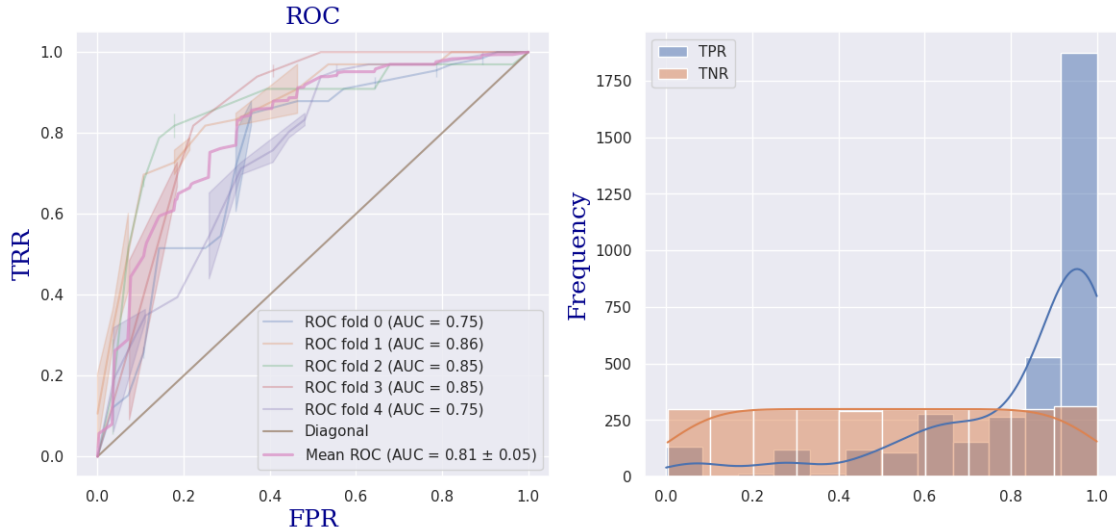 ROC
TRR
1.0
0.8
0.6
0.4
0.2
0.0
ROC fold 0 (AUC = 0.75)
ROC fold 1 (AUC = 0.86)
ROC fold 2 (AUC = 0.85)
ROC fold 3 (AUC = 0.85)
ROC fold 4 (AUC = 0.75)
Diagonal
Mean ROC (AUC = 0.81 ± 0.05)
0.0 0.2 0.4 0.6 0.8 1.0
FPR
Frequency
TPR
TNR
1750
1500
1250
1000
750
500
250
0
0.0 0.2 0.4 0.6 0.8 1.0